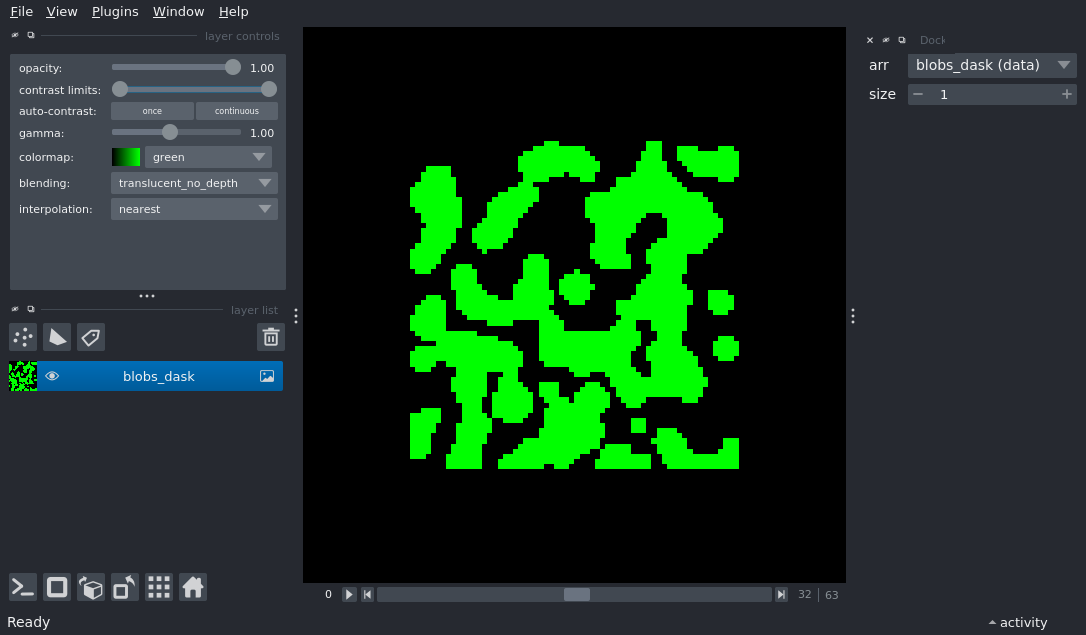 File View Plugins Window Help
layer controls
opacity: 1.00
contrast limits:
auto-contrast: once continuous
gamma: 1.00
colormap: green
blending: translucent_no_depth
interpolation: nearest
layer list
blobs_dask
0 32 63
Dock
arr blobs_dask (data)
size 1
Ready
activity